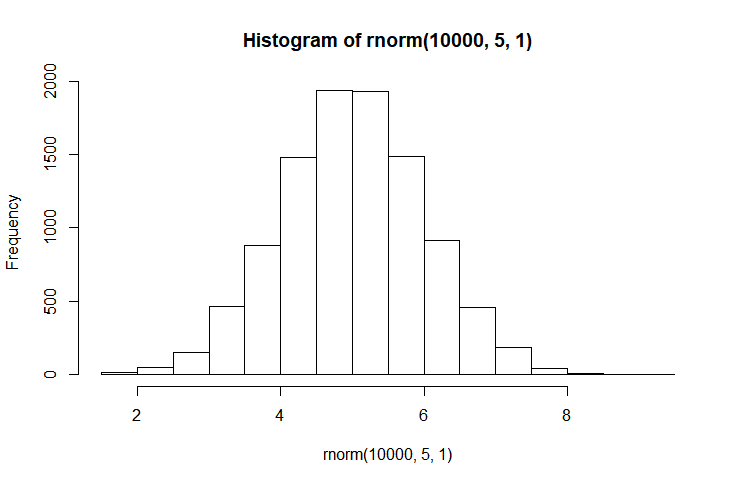 Histogram of rnorm(10000, 5, 1)
Frequency
2000
1500
1000
500
0
2 4 6 8
rnorm(10000, 5, 1)